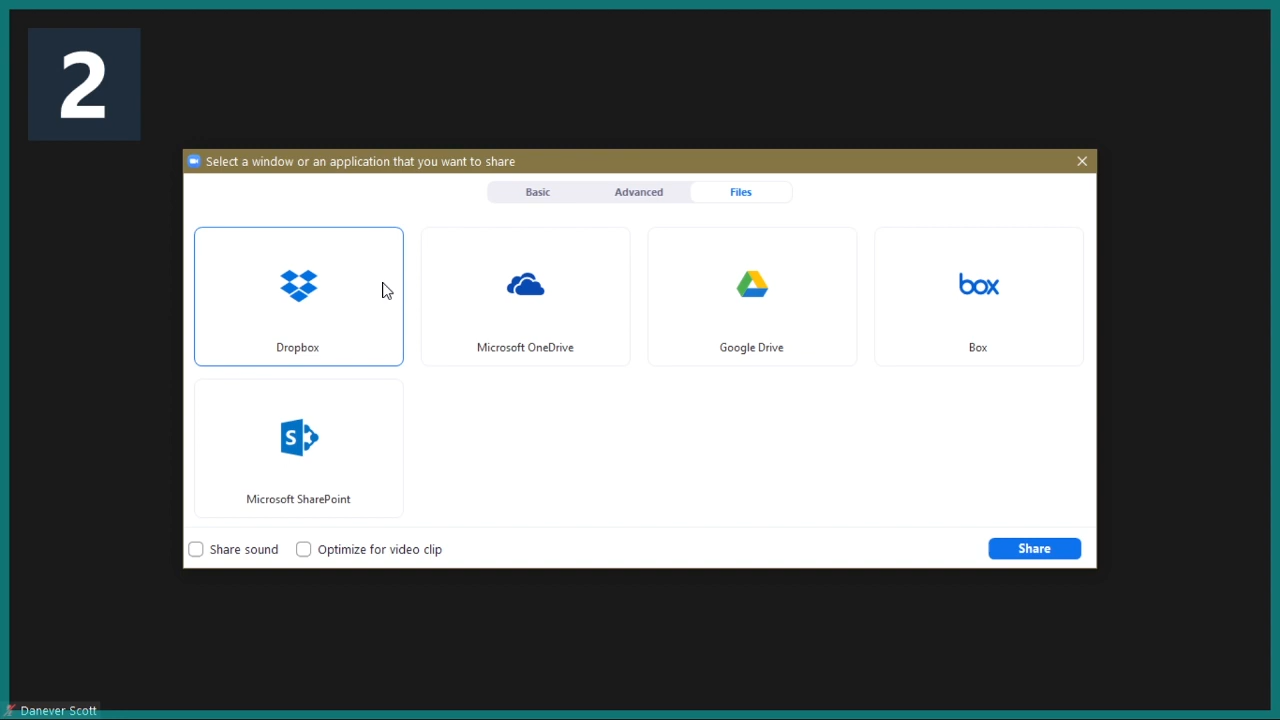 2
Select a window or an application that you want to share
Basic Advanced Files
box
Dropbox Microsoft OneDrive Google Drive Box
S
Microsoft SharePoint
Share sound Optimize for video clip Share
Danever Scott